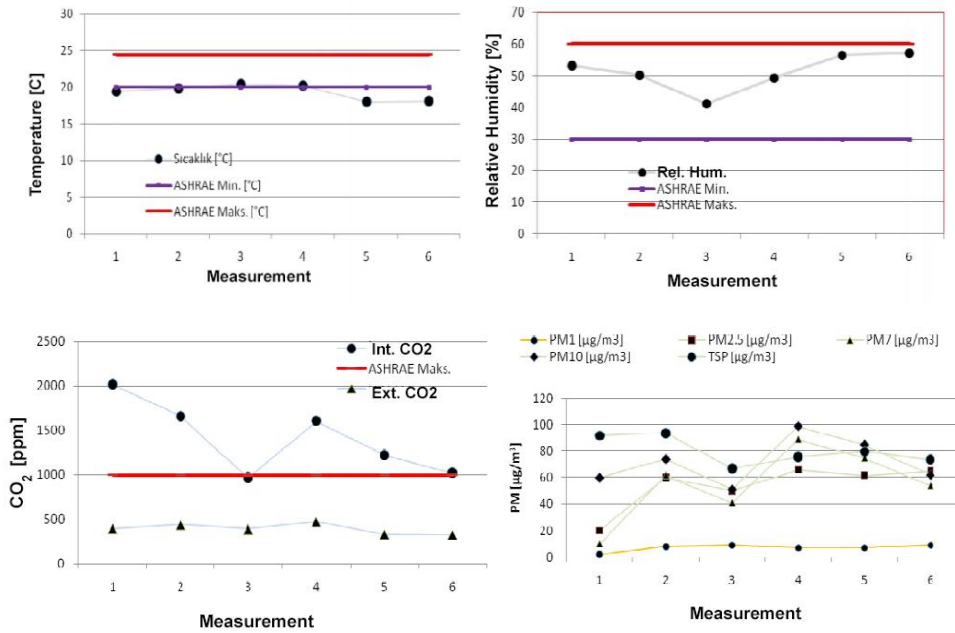 30
25
20
15
10
5
0
Temperature [C]
Sıcaklık [°C]
ASHRAE Min. [°C]
ASHRAE Maks. [°C]
1 2 3 4 5 6
Measurement
70
60
50
40
30
20
10
0
Relative Humidity [%]
Rel. Hum.
ASHRAE Min.
ASHRAE Maks.
1 2 3 4 5 6
Measurement
2500
2000
1500
1000
500
0
CO2 [ppm]
Int. CO2
ASHRAE Maks.
Ext. CO2
1 2 3 4 5 6
Measurement
PM1 [µg/m3] PM2.5 [µg/m3] PM7 [µg/m3]
PM10 [µg/m3] TSP [µg/m3]
120
100
80
60
40
20
0
PM [µg/m³]
1 2 3 4 5 6
Measurement